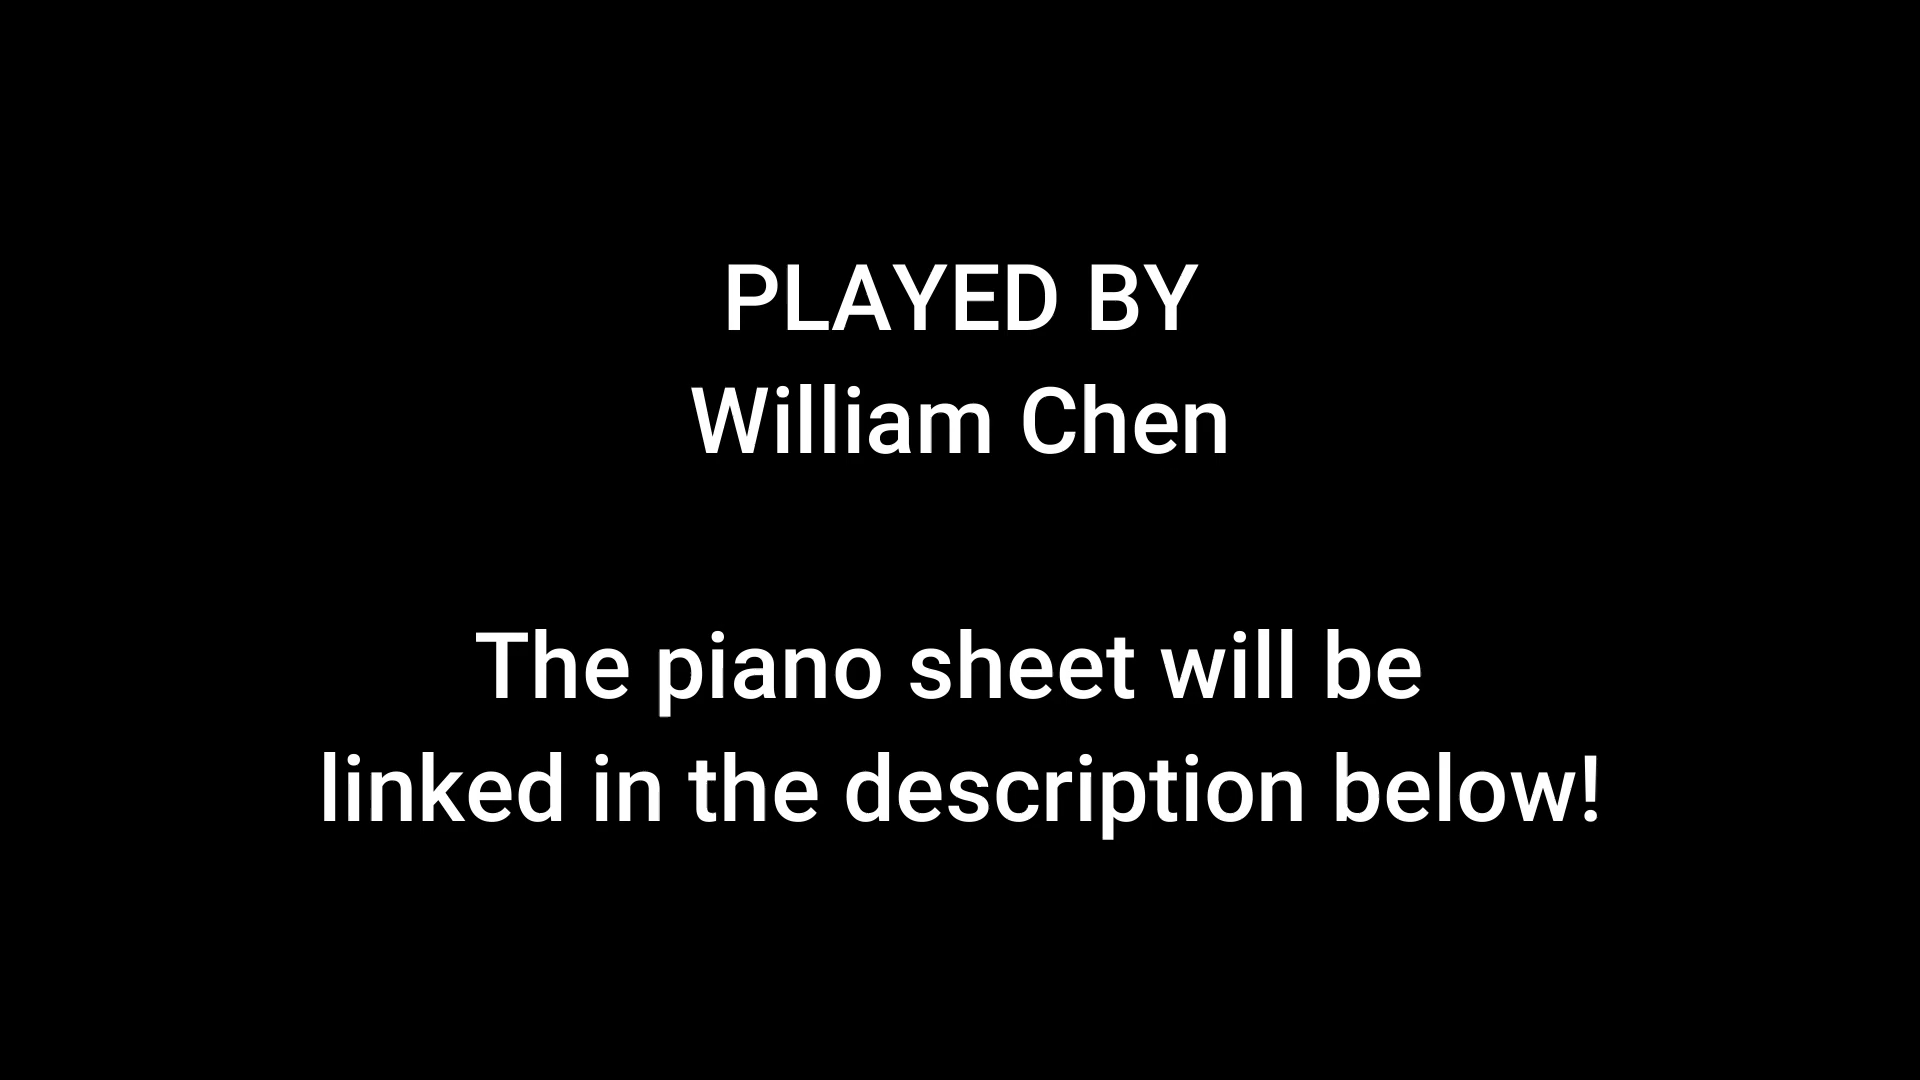 PLAYED BY
William Chen
The piano sheet will be
linked in the description below!